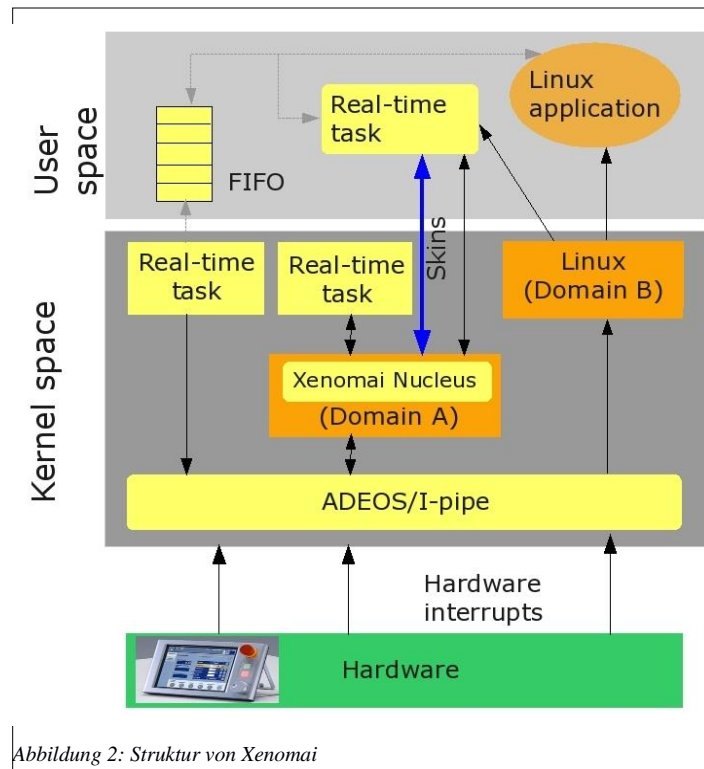 User
space
FIFO
Real-time
task
Linux
application
Skins
Kernel space
Real-time
task
Real-time
task
Linux
(Domain B)
Xenomai Nucleus
(Domain A)
ADEOS/I-pipe
Hardware
interrupts
Hardware
Abbildung 2: Struktur von Xenomai